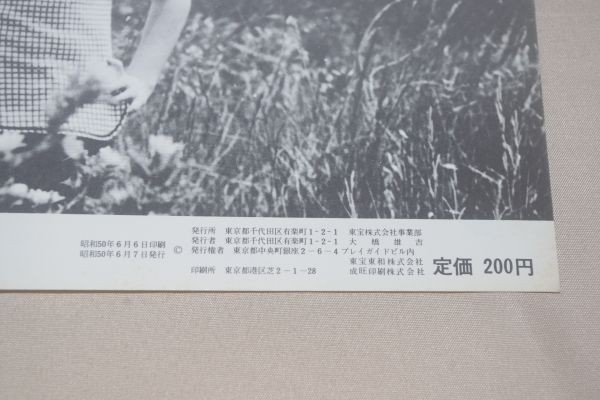 昭和50年6月6日印刷
昭和50年6月7日発行
©
発行所 東京都千代田区有楽町1-2-1 東宝株式会社事業部
発行者 東京都千代田区有楽町1-2-1 大橋雄吉
発行権者 東京都中央町銀座2-6-4プレイガイドビル内
東宝東和株式会社
印刷所 東京都港区芝2-1-28 成旺印刷株式会社
定価 200円